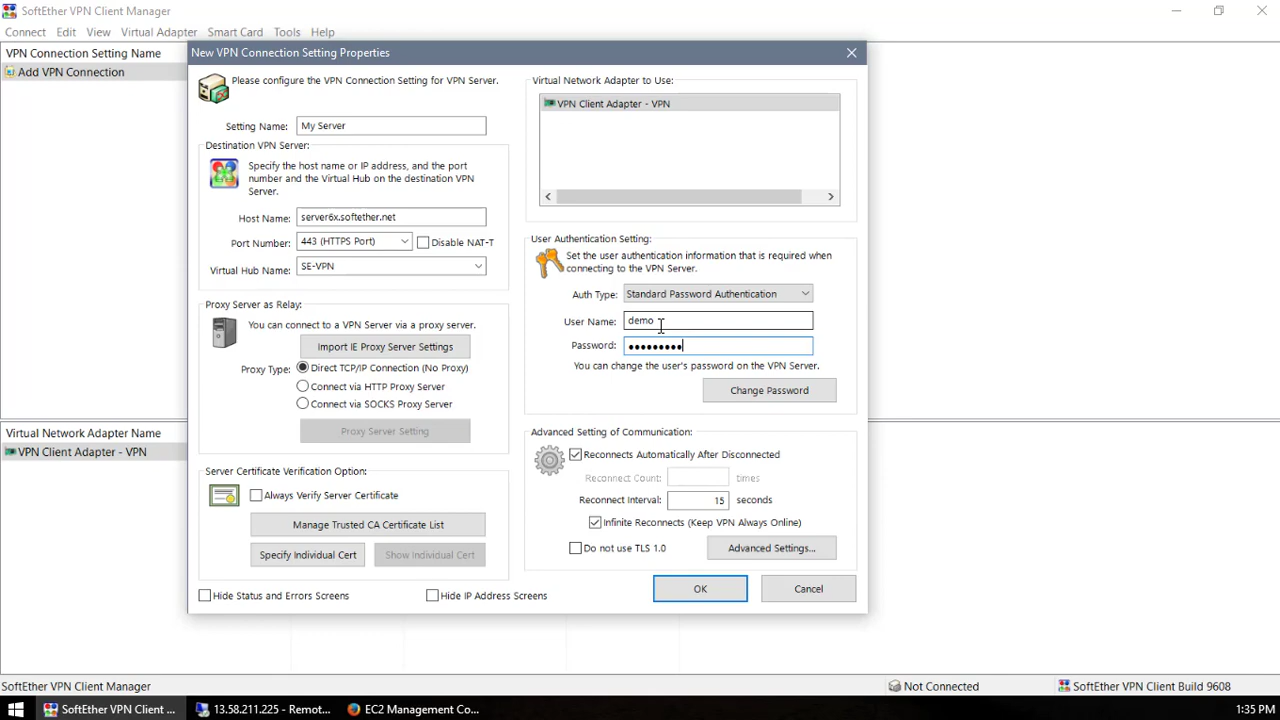 SoftEther VPN Client Manager
Connect Edit View Virtual Adapter Smart Card Tools Help
VPN Connection Setting Name
Add VPN Connection
New VPN Connection Setting Properties
Please configure the VPN Connection Setting for VPN Server.
Setting Name: My Server
Destination VPN Server:
Specify the host name or IP address, and the port
number and the Virtual Hub on the destination VPN
Server.
Host Name: server6x.softether.net
Port Number: 443 (HTTPS Port) Disable NAT-T
Virtual Hub Name: SE-VPN
Proxy Server as Relay:
You can connect to a VPN Server via a proxy server.
Import IE Proxy Server Settings
Proxy Type: Direct TCP/IP Connection (No Proxy)
Connect via HTTP Proxy Server
Connect via SOCKS Proxy Server
Proxy Server Setting
Server Certificate Verification Option:
Always Verify Server Certificate
Manage Trusted CA Certificate List
Specify Individual Cert Show Individual Cert
Hide Status and Errors Screens Hide IP Address Screens
Virtual Network Adapter to Use:
VPN Client Adapter - VPN
User Authentication Setting:
Set the user authentication information that is required when
connecting to the VPN Server.
Auth Type: Standard Password Authentication
User Name: demo
Password: •••••••••
You can change the user's password on the VPN Server.
Change Password
Advanced Setting of Communication:
Reconnects Automatically After Disconnected
Reconnect Count: times
Reconnect Interval: 15 seconds
Infinite Reconnects (Keep VPN Always Online)
Do not use TLS 1.0 Advanced Settings...
OK Cancel
Virtual Network Adapter Name
VPN Client Adapter - VPN
SoftEther VPN Client Manager Not Connected SoftEther VPN Client Build 9608
SoftEther VPN Client ... 13.58.211.225 - Remot... EC2 Management Co... 1:35 PM